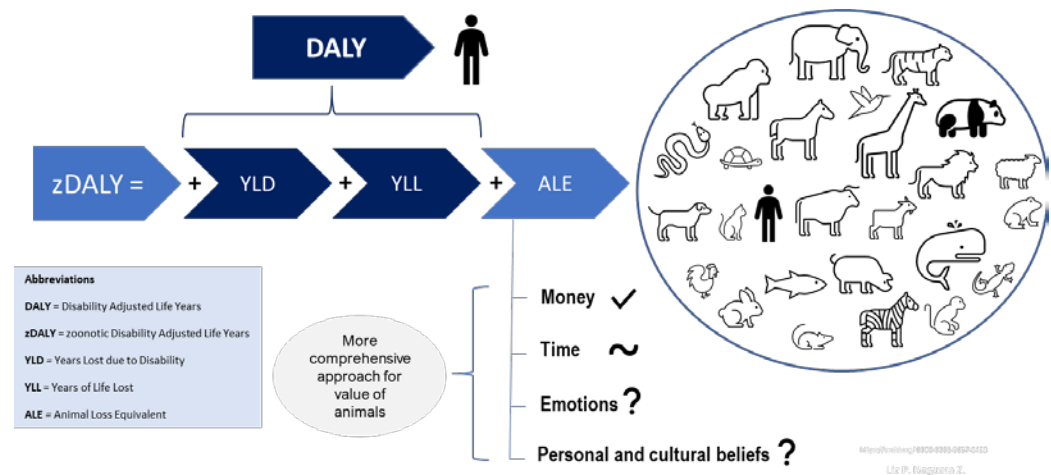 DALY
zDALY =
+
YLD
+
YLL
+
ALE
Abbreviations
DALY = Disability Adjusted Life Years
zDALY = zoonotic Disability Adjusted Life Years
YLD = Years Lost due to Disability
YLL = Years of Life Lost
ALE = Animal Loss Equivalent
More
comprehensive
approach for
value of
animals
Money ✓
Time ~
Emotions ?
Personal and cultural beliefs ?
Liz P. Noguera Z.